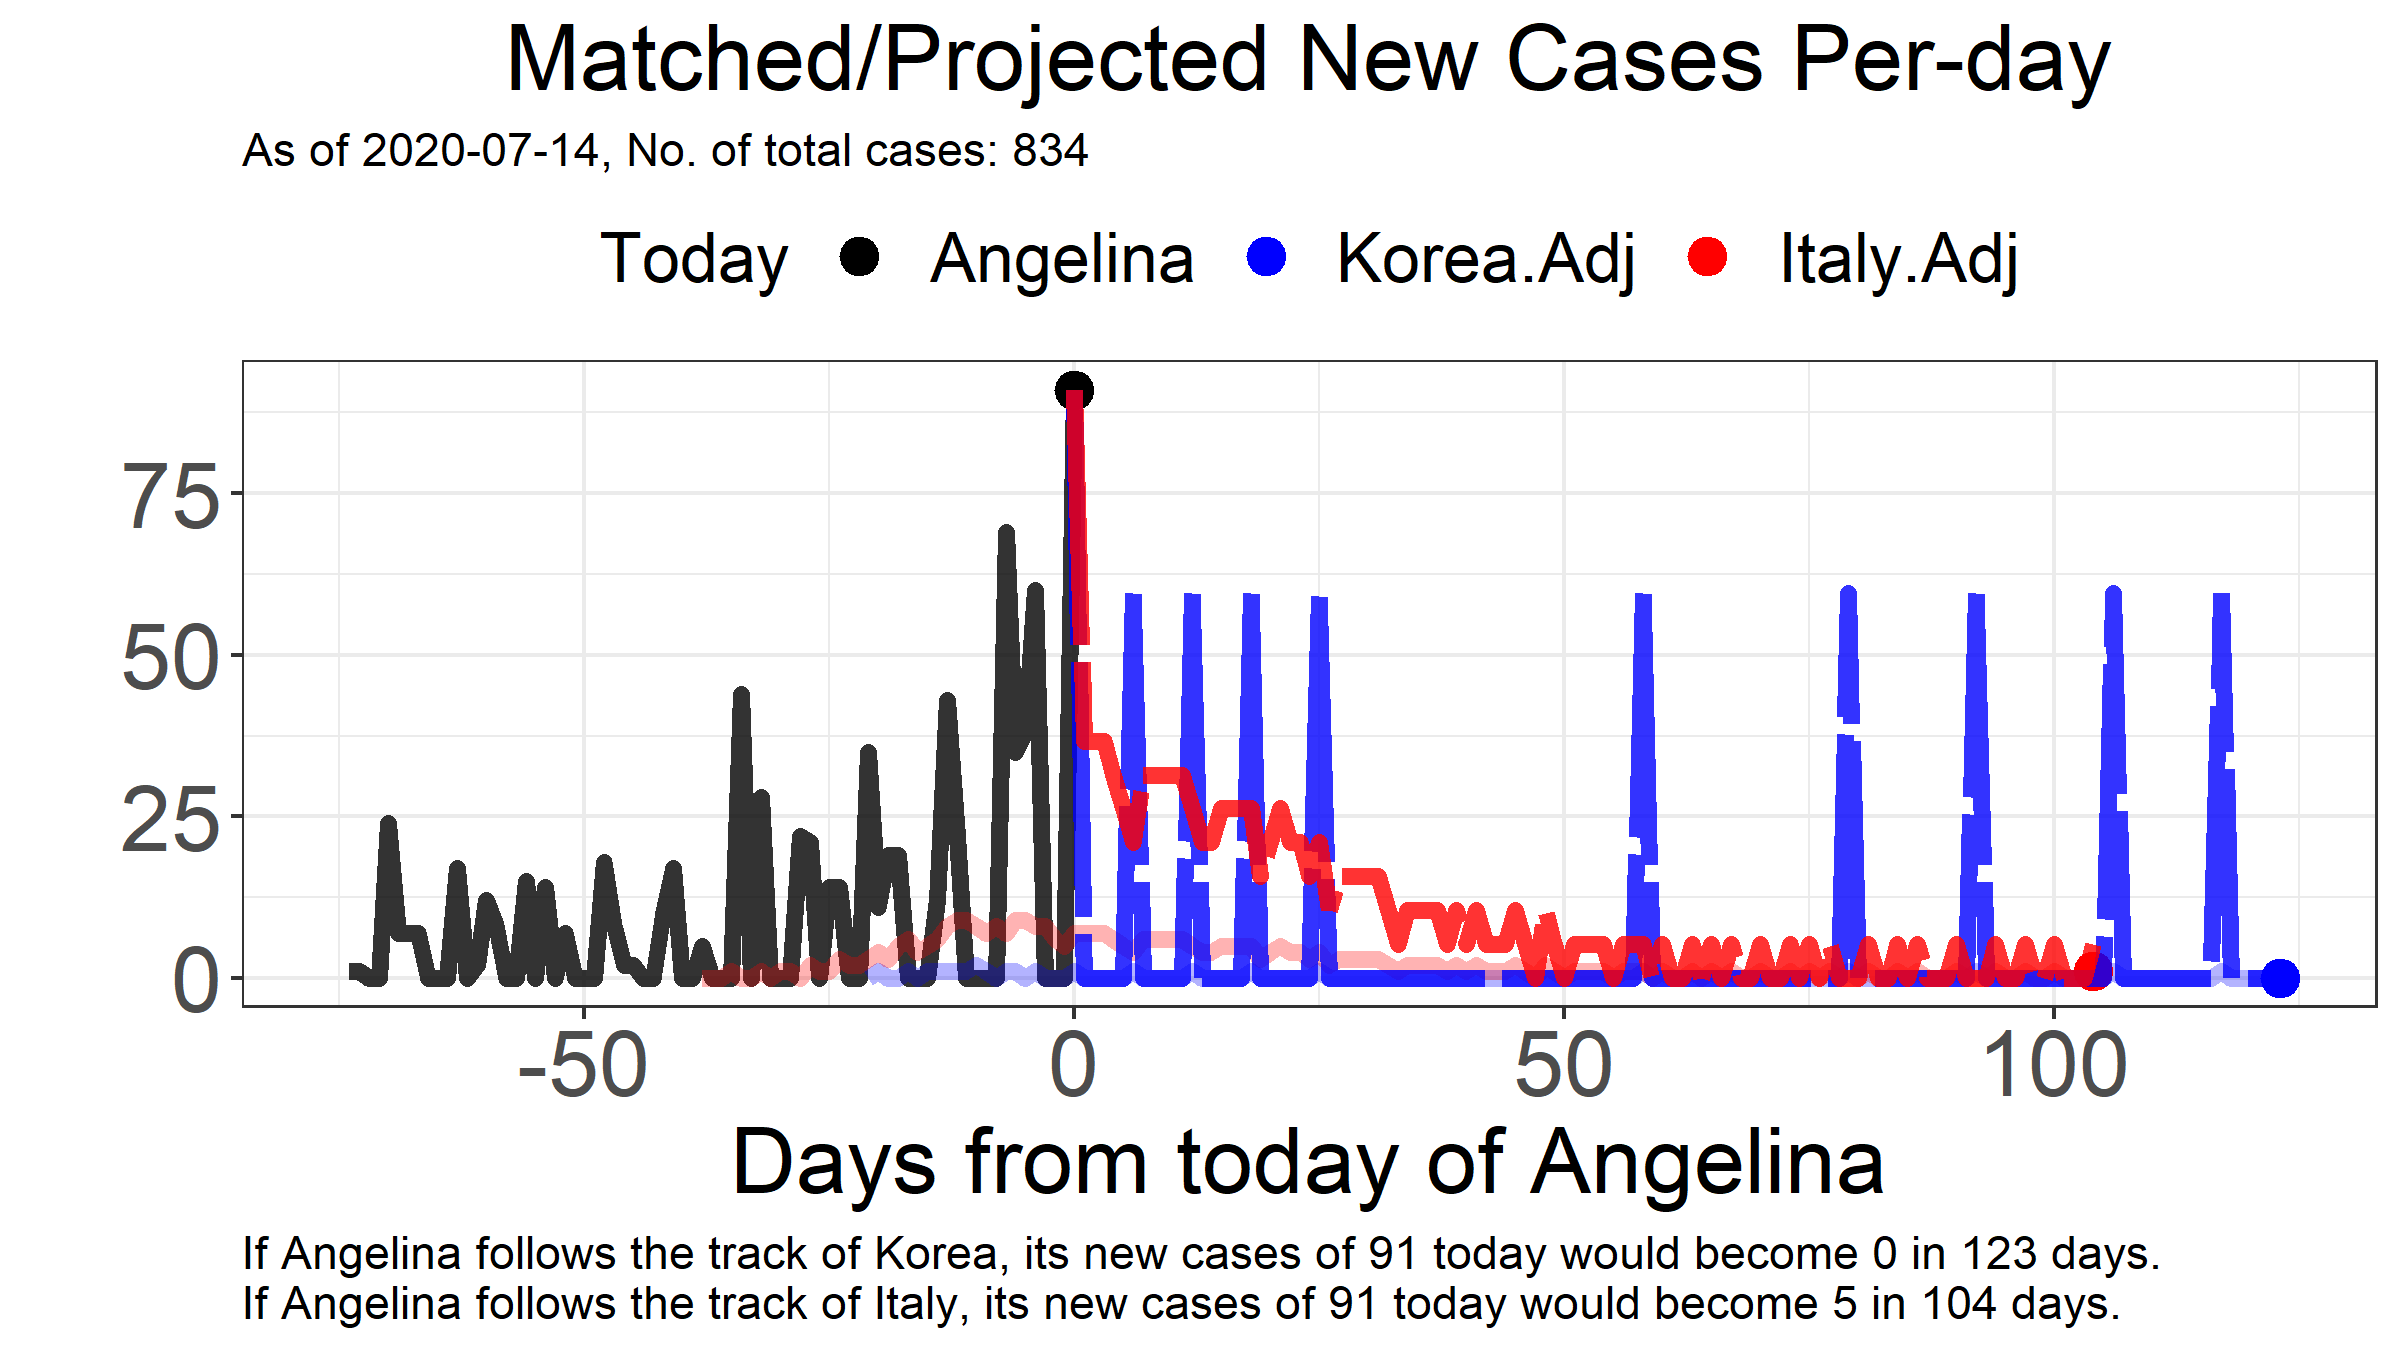 Matched/Projected New Cases Per-day
As of 2020-07-14, No. of total cases: 834
Today Angelina Korea.Adj Italy.Adj
75
50
25
0
-50 0 50 100
Days from today of Angelina
If Angelina follows the track of Korea, its new cases of 91 today would become 0 in 123 days.
If Angelina follows the track of Italy, its new cases of 91 today would become 5 in 104 days.